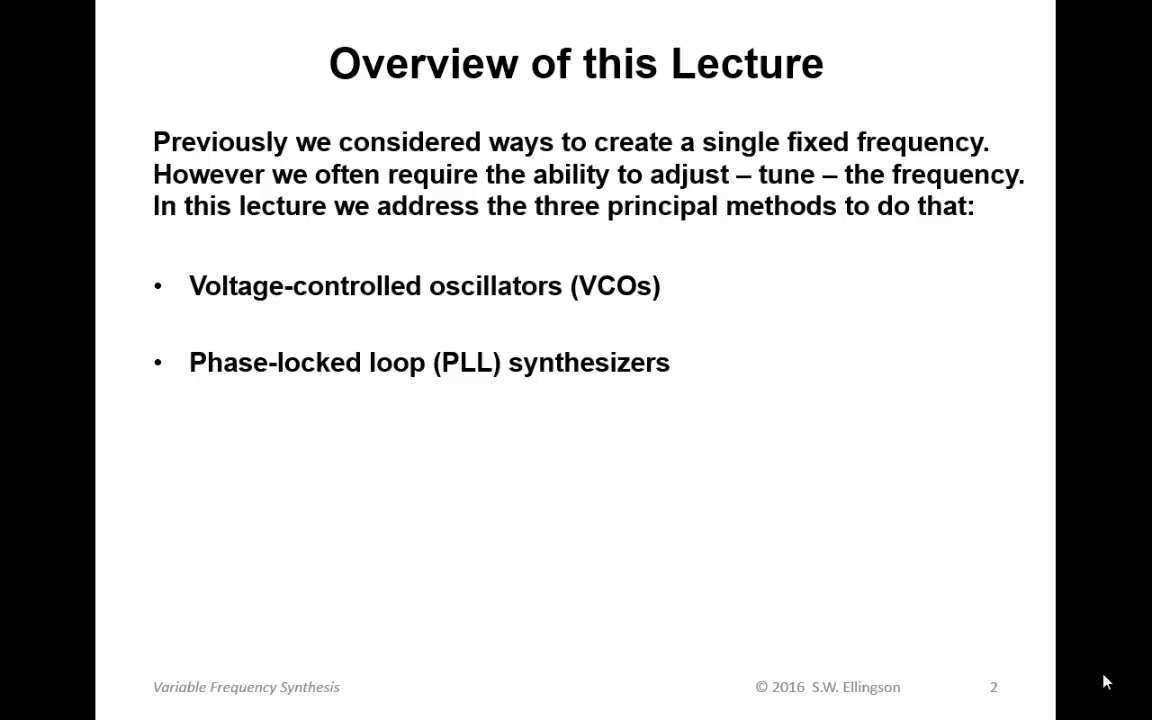 Overview of this Lecture
Previously we considered ways to create a single fixed frequency.
However we often require the ability to adjust – tune – the frequency.
In this lecture we address the three principal methods to do that:
• Voltage-controlled oscillators (VCOs)
• Phase-locked loop (PLL) synthesizers
Variable Frequency Synthesis © 2016 S.W. Ellingson 2